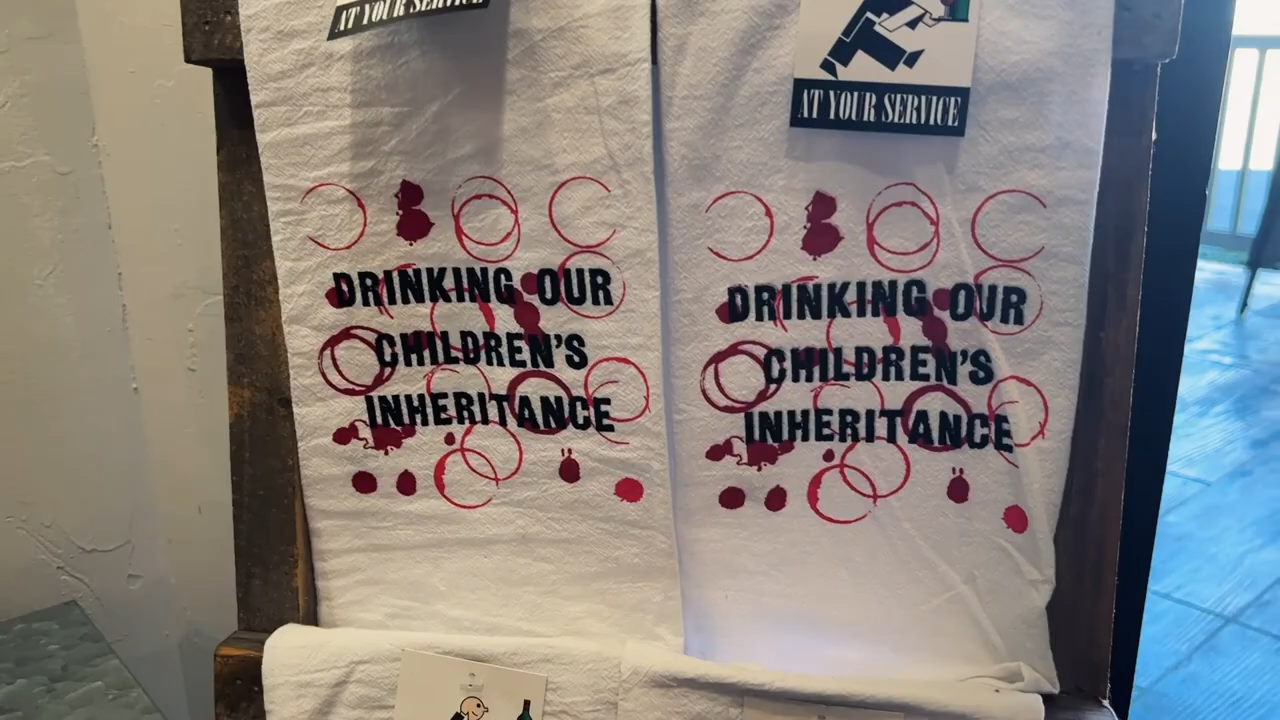 AT YOUR SERVICE
AT YOUR SERVICE
DRINKING OUR
CHILDREN'S
INHERITANCE
DRINKING OUR
CHILDREN'S
INHERITANCE